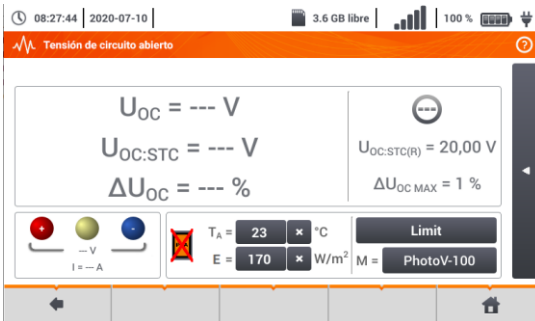 08:27:44 2020-07-10 3.6 GB libre 100 %
Tensión de circuito abierto ?
U_OC = --- V
U_OC:STC = --- V
ΔU_OC = --- %
---
U_OC:STC(R) = 20,00 V
ΔU_OC MAX = 1 %
+ -
--- V
I = --- A
T_A = 23 × °C
E = 170 × W/m²
Limit
M = PhotoV-100